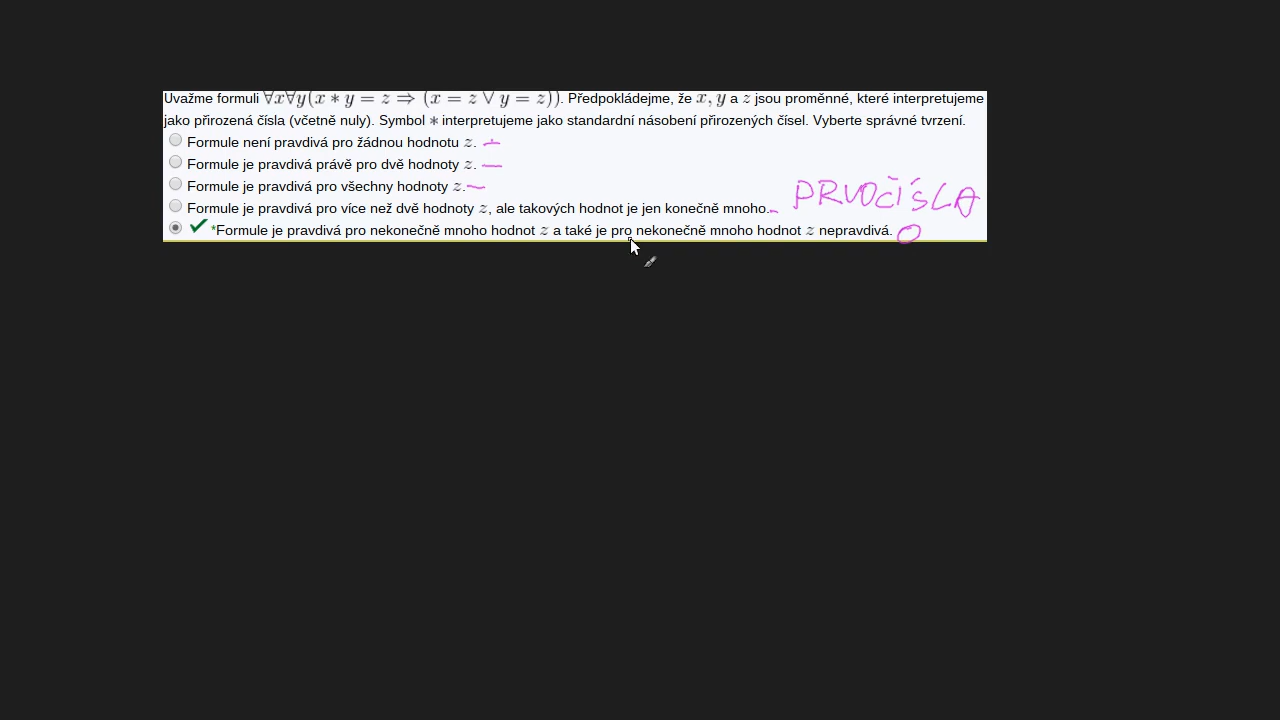 Uvažme formuli ∀x∀y(x ∗ y = z ⇒ (x = z ∨ y = z)). Předpokládejme, že x, y a z jsou proměnné, které interpretujeme
jako přirozená čísla (včetně nuly). Symbol ∗ interpretujeme jako standardní násobení přirozených čísel. Vyberte správné tvrzení.
Formule není pravdivá pro žádnou hodnotu z.
Formule je pravdivá právě pro dvě hodnoty z.
Formule je pravdivá pro všechny hodnoty z.
Formule je pravdivá pro více než dvě hodnoty z, ale takových hodnot je jen konečně mnoho. PRVOČÍSLA
*Formule je pravdivá pro nekonečně mnoho hodnot z a také je pro nekonečně mnoho hodnot z nepravdivá.